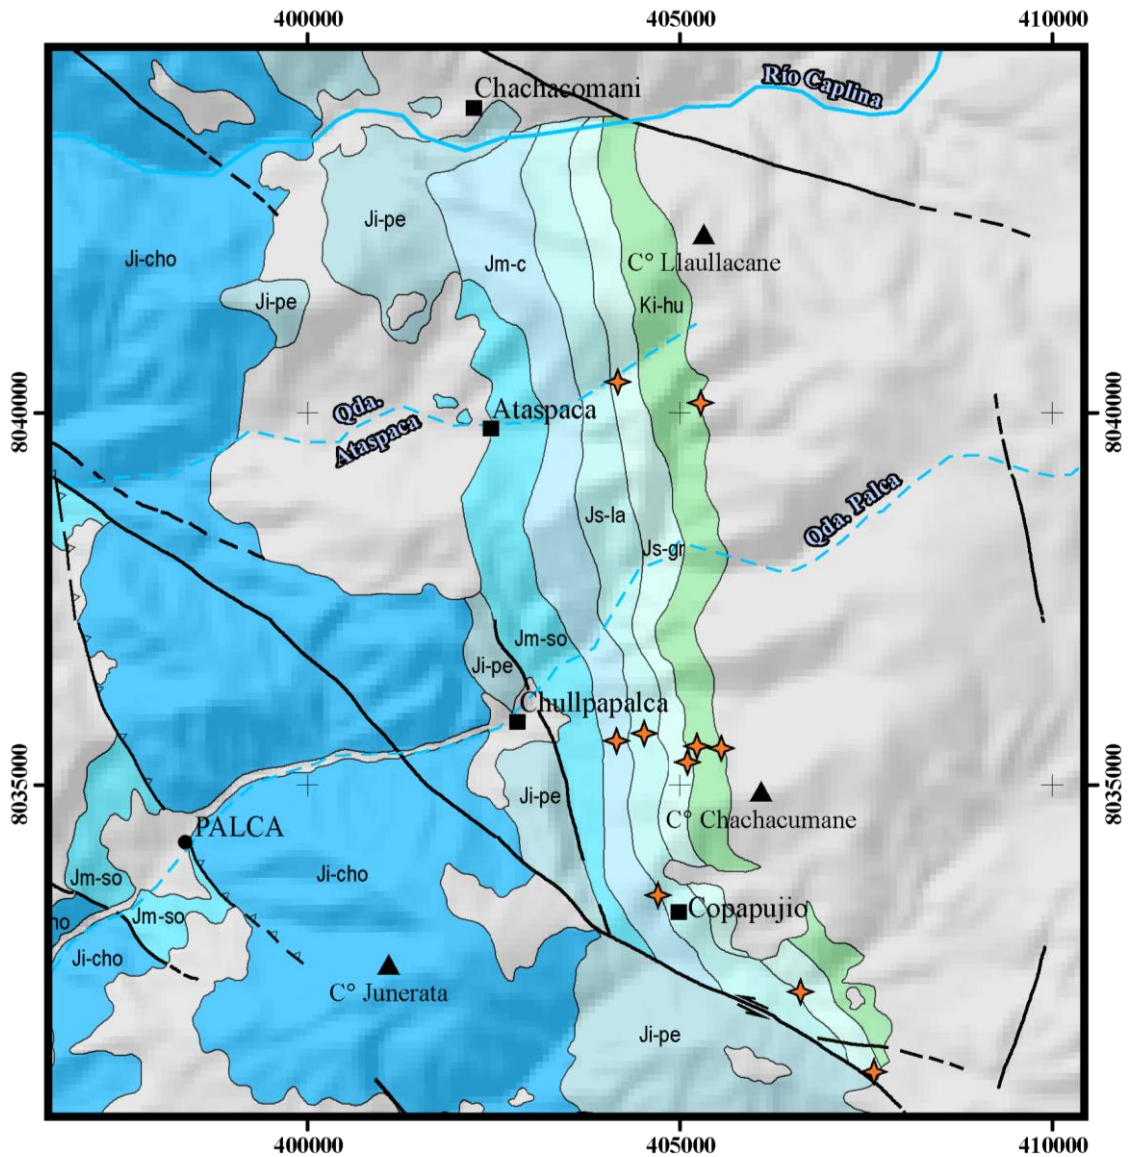 400000
405000
410000
Chachacomani
Río Caplina
Ji-pe
Ji-cho
Jm-c
C° Llaullacane
Ji-pe
Ki-hu
8040000
Qda.
Ataspaca
Ataspaca
8040000
Qda. Palca
Js-la
Js-gr
Jm-so
Ji-pe
Chullpapalca
8035000
Ji-pe
8035000
C° Chachacumane
PALCA
Ji-cho
Jm-so
Copapujio
Jm-so
ho
Ji-cho
C° Junerata
Ji-pe
400000
405000
410000